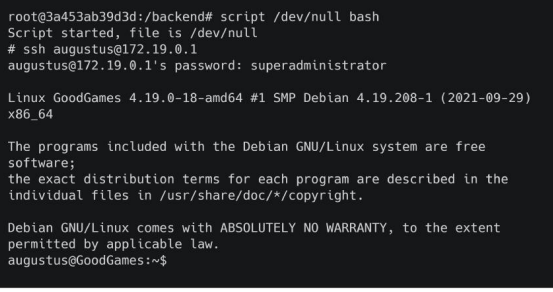 root@3a453ab39d3d:/backend# script /dev/null bash
Script started, file is /dev/null
# ssh augustus@172.19.0.1
augustus@172.19.0.1's password: superadministrator
Linux GoodGames 4.19.0-18-amd64 #1 SMP Debian 4.19.208-1 (2021-09-29)
x86_64
The programs included with the Debian GNU/Linux system are free
software;
the exact distribution terms for each program are described in the
individual files in /usr/share/doc/*/copyright.
Debian GNU/Linux comes with ABSOLUTELY NO WARRANTY, to the extent
permitted by applicable law.
augustus@GoodGames:~$